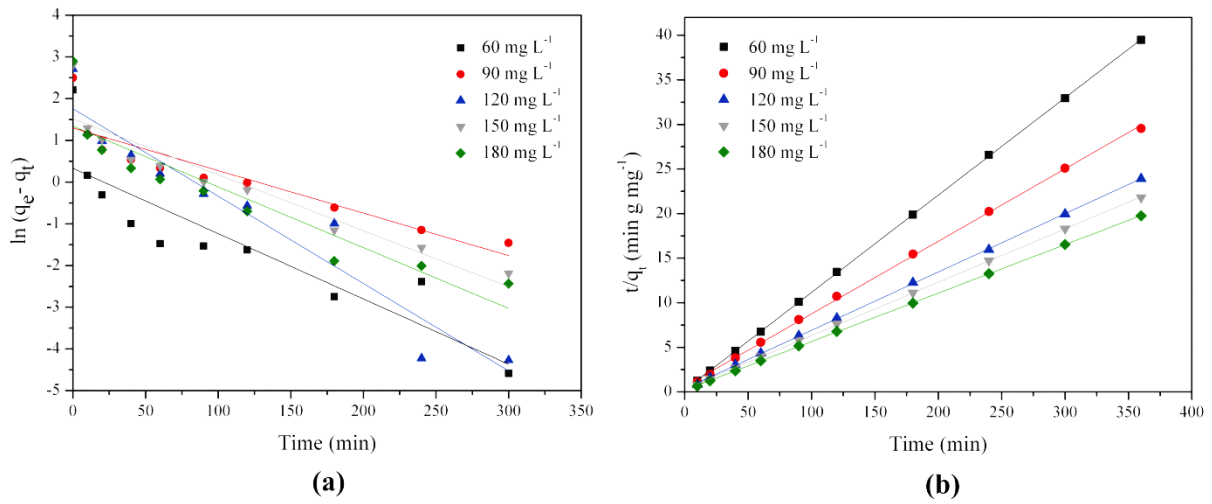 4
3
2
1
0
-1
-2
-3
-4
-5
ln (qe- qt)
0 50 100 150 200 250 300 350
Time (min)
60 mg L-1
90 mg L-1
120 mg L-1
150 mg L-1
180 mg L-1
(a)
40
35
30
25
20
15
10
5
0
t/qt (min g mg-1)
0 50 100 150 200 250 300 350 400
Time (min)
60 mg L-1
90 mg L-1
120 mg L-1
150 mg L-1
180 mg L-1
(b)